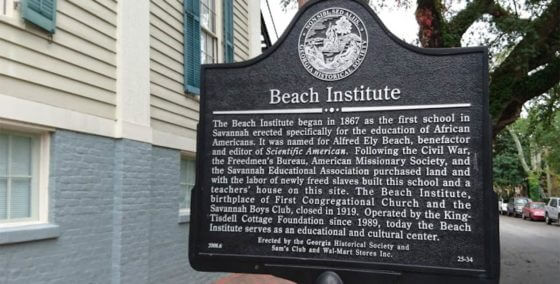 NON SIBI, SED ALIIS
GEORGIA HISTORICAL SOCIETY
Beach Institute
The Beach Institute began in 1867 as the first school in
Savannah erected specifically for the education of African
Americans. It was named for Alfred Ely Beach, benefactor
and editor of Scientific American. Following the Civil War,
the Freedmen's Bureau, American Missionary Society, and
the Savannah Educational Association purchased land and
with the labor of newly freed slaves built this school and a
teachers' house on this site. The Beach Institute,
birthplace of First Congregational Church and the
Savannah Boys Club, closed in 1919. Operated by the King-
Tisdell Cottage Foundation since 1989, today the Beach
Institute serves as an educational and cultural center.
Erected by the Georgia Historical Society and
Sam's Club and Wal-Mart Stores Inc.
25-34